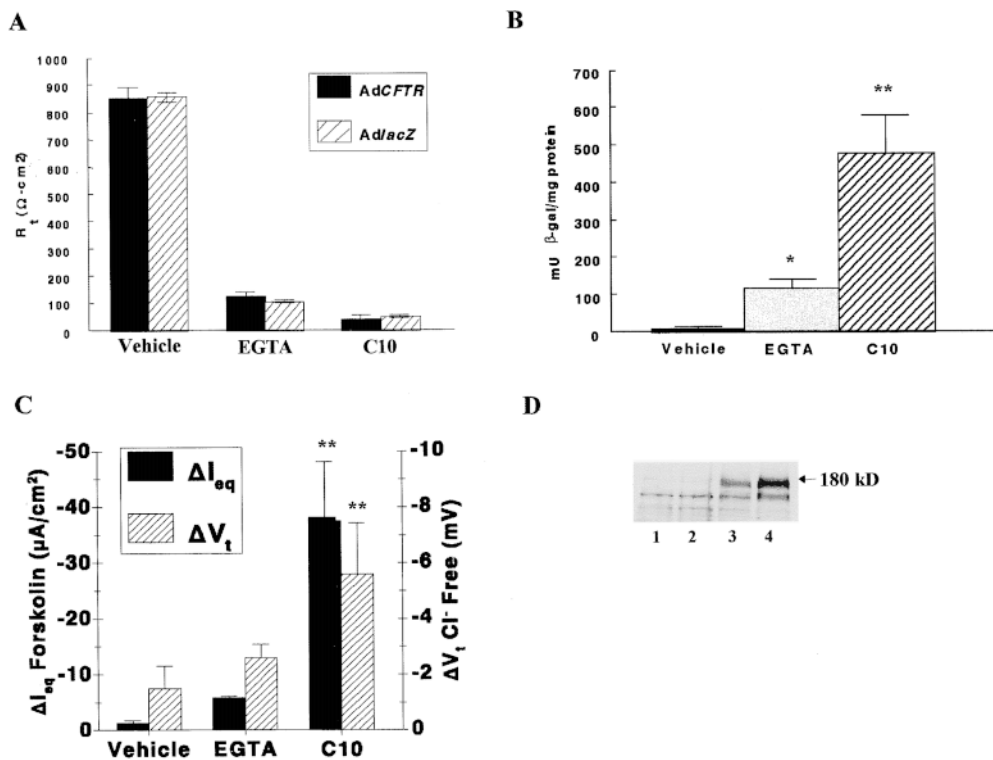 A
1000
900
800
700
600
500
400
300
200
100
0
R t (Ω-cm2)
AdCFTR
AdlacZ
Vehicle EGTA C10
B
700
600
500
400
300
200
100
0
mU β-gal/mg protein
*
**
Vehicle EGTA C10
C
-50
-40
-30
-20
-10
0
ΔIeq Forskolin (μA/cm²)
ΔIeq
ΔVt
**
**
-10
-8
-6
-4
-2
0
ΔVt Cl- Free (mV)
Vehicle EGTA C10
D
180 kD
1 2 3 4